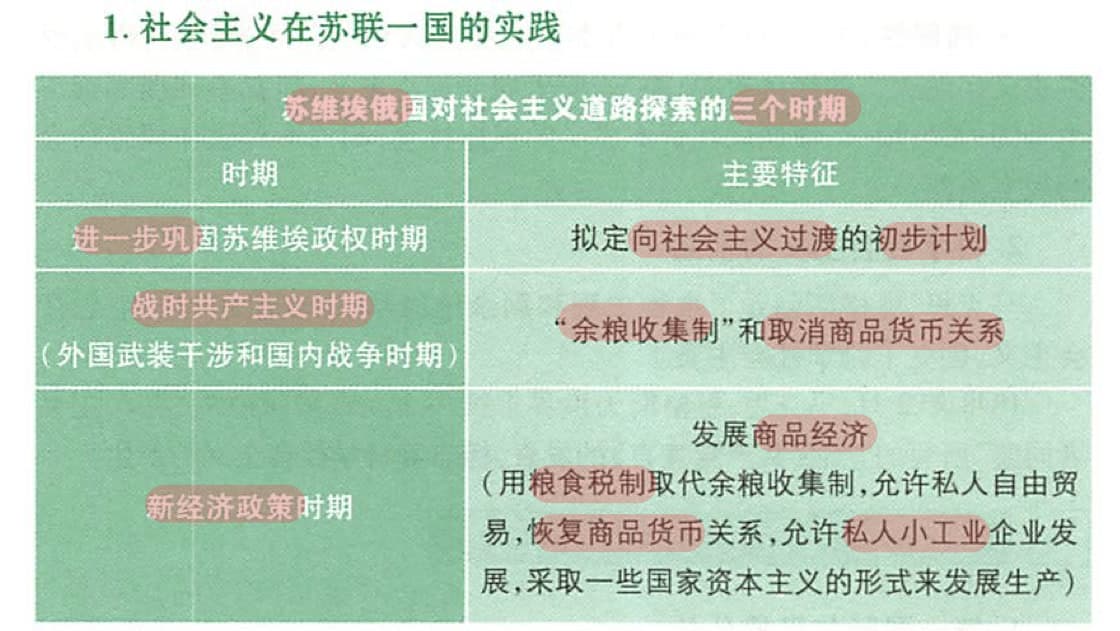 1. 社会主义在苏联一国的实践
苏维埃俄国对社会主义道路探索的三个时期
时期
主要特征
进一步巩固苏维埃政权时期
拟定向社会主义过渡的初步计划
战时共产主义时期
(外国武装干涉和国内战争时期)
“余粮收集制”和取消商品货币关系
新经济政策时期
发展商品经济
(用粮食税制取代余粮收集制,允许私人自由贸
易,恢复商品货币关系,允许私人小工业企业发
展,采取一些国家资本主义的形式来发展生产)